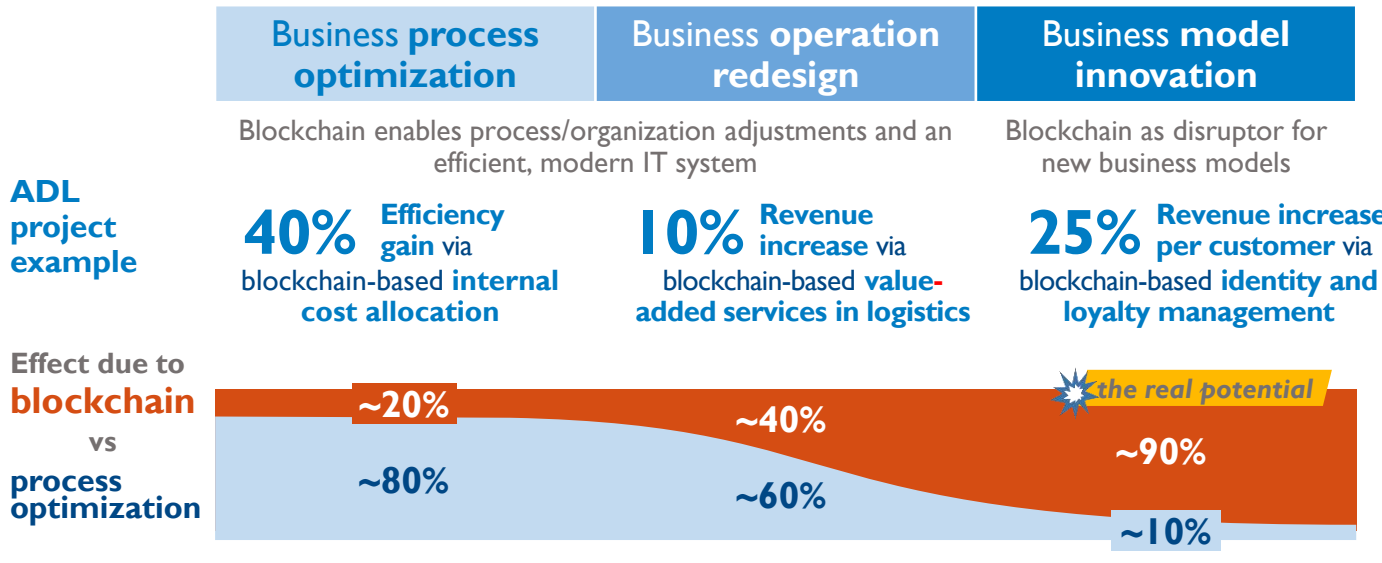 Business process
optimization
Business operation
redesign
Business model
innovation
Blockchain enables process/organization adjustments and an
efficient, modern IT system
Blockchain as disruptor for
new business models
ADL
project
example
40% Efficiency
gain via
blockchain-based internal
cost allocation
10% Revenue
increase via
blockchain-based value-
added services in logistics
25% Revenue increase
per customer via
blockchain-based identity and
loyalty management
Effect due to
blockchain
vs
process
optimization
~20%
~80%
~40%
~60%
the real potential
~90%
~10%